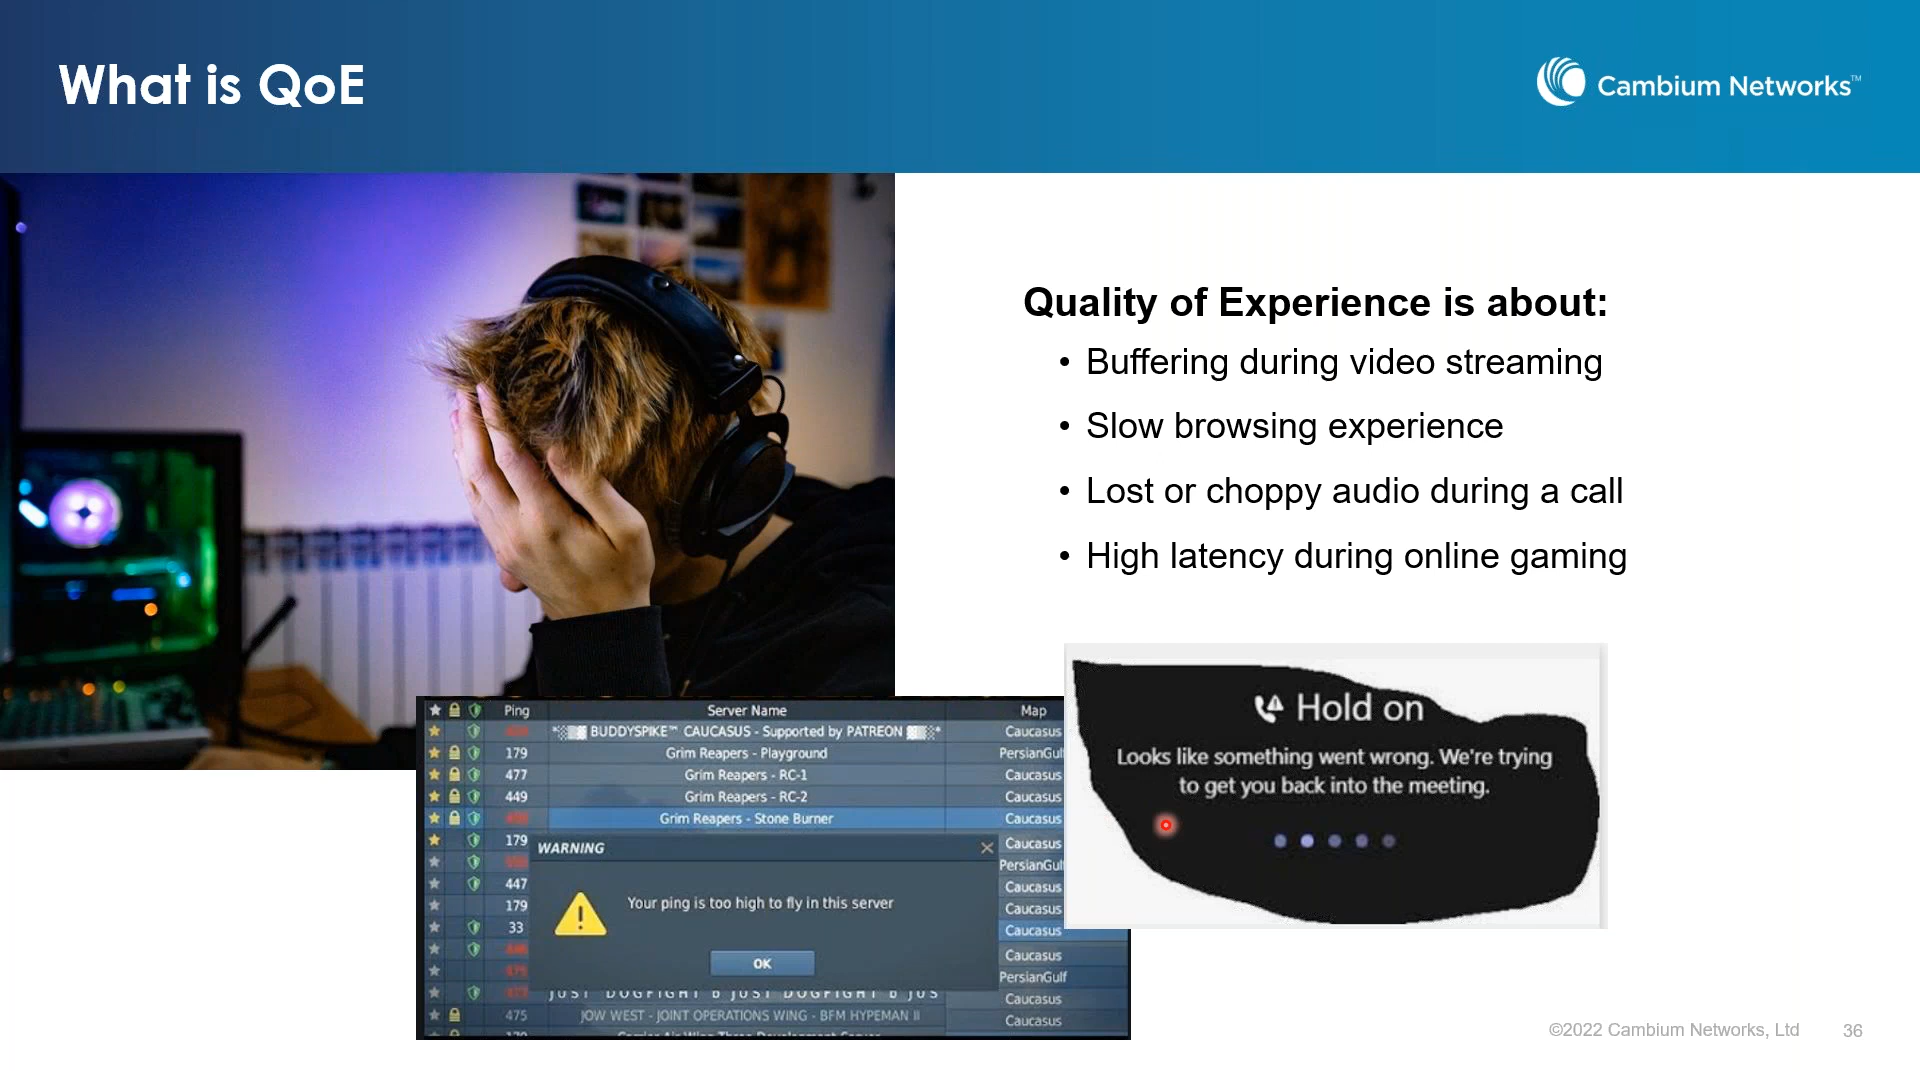 What is QoE
Cambium Networks™
Quality of Experience is about:
• Buffering during video streaming
• Slow browsing experience
• Lost or choppy audio during a call
• High latency during online gaming
Ping Server Name Map
BUDDYSPIKE™ CAUCASUS - Supported by PATREON Caucasus
179 Grim Reapers - Playground PersianGulf
477 Grim Reapers - RC-1 Caucasus
449 Grim Reapers - RC-2 Caucasus
Grim Reapers - Stone Burner Caucasus
179 Caucasus
PersianGulf
447 Caucasus
179 Caucasus
33 Caucasus
Caucasus
PersianGulf
JUST DOGFIGHT b JUST DOGFIGHT b JUS Caucasus
475 JOW WEST - JOINT OPERATIONS WING - BFM HYPEMAN II Caucasus
WARNING
Your ping is too high to fly in this server
OK
Hold on
Looks like something went wrong. We're trying
to get you back into the meeting.
©2022 Cambium Networks, Ltd 36